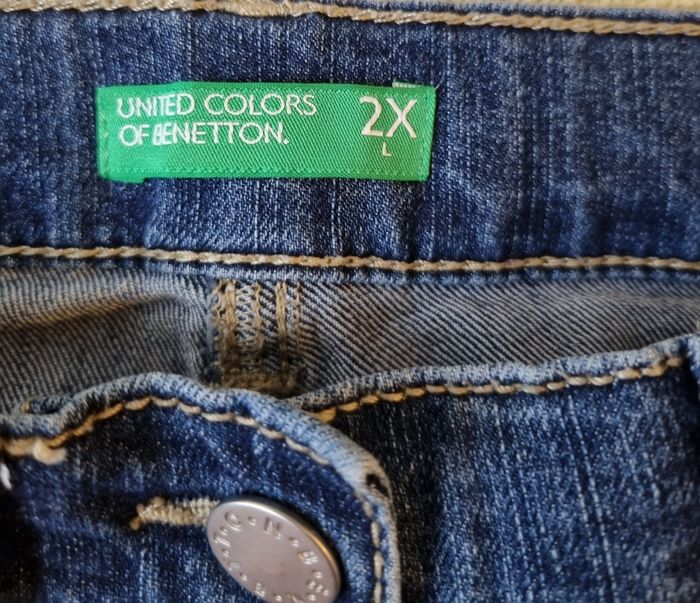 UNITED COLORS
OF BENETTON.
2X
L